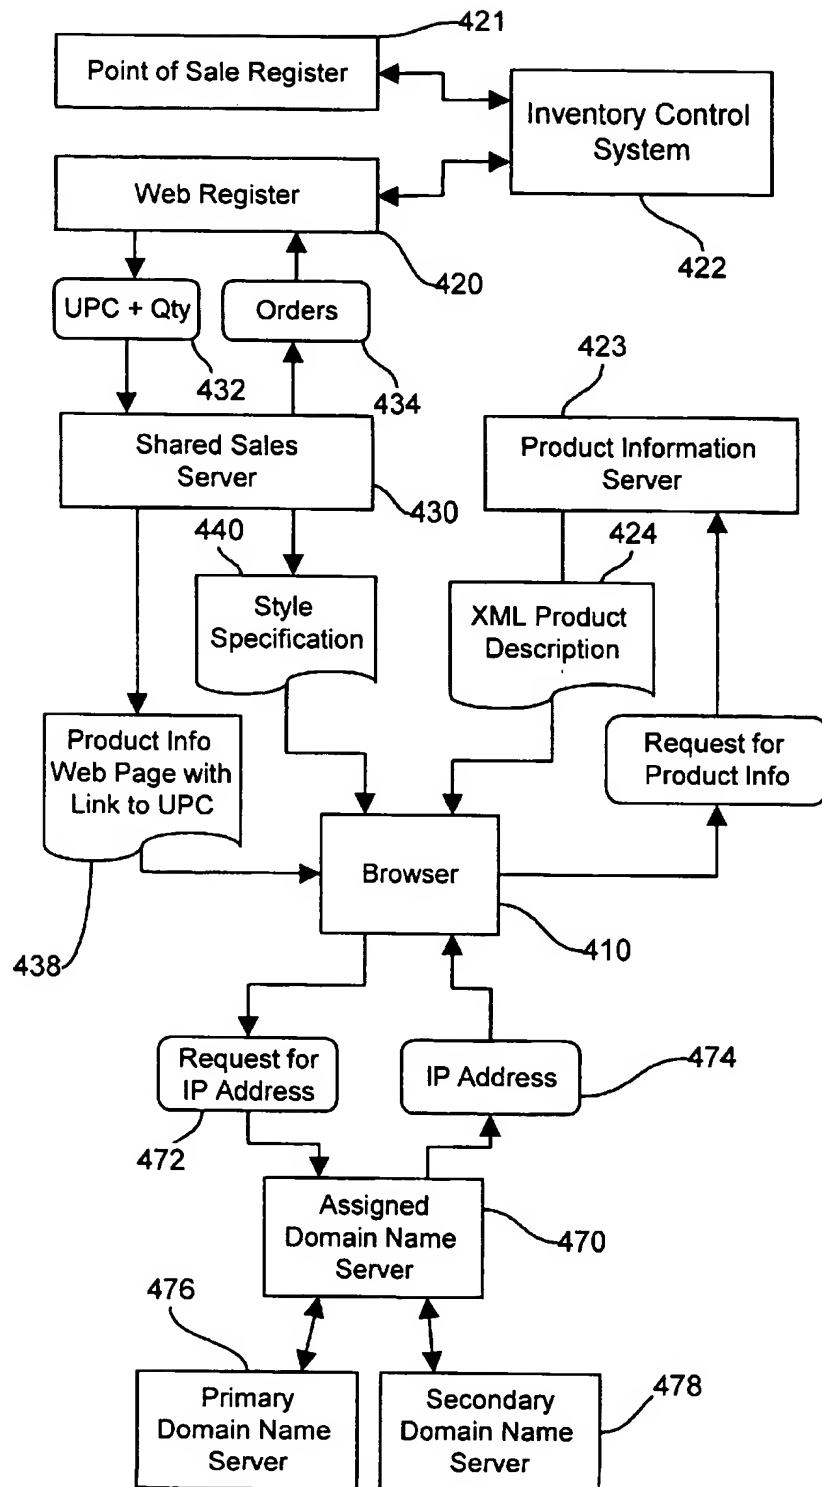 421
Point of Sale Register
Inventory Control
System
Web Register
422
420
UPC + Qty
Orders
432
434
423
Shared Sales
Server
Product Information
Server
430
440
424
Style
Specification
XML Product
Description
Product Info
Web Page with
Link to UPC
Request for
Product Info
Browser
410
438
Request for
IP Address
IP Address
474
472
Assigned
Domain Name
Server
470
476
Primary
Domain Name
Server
Secondary
Domain Name
Server
478